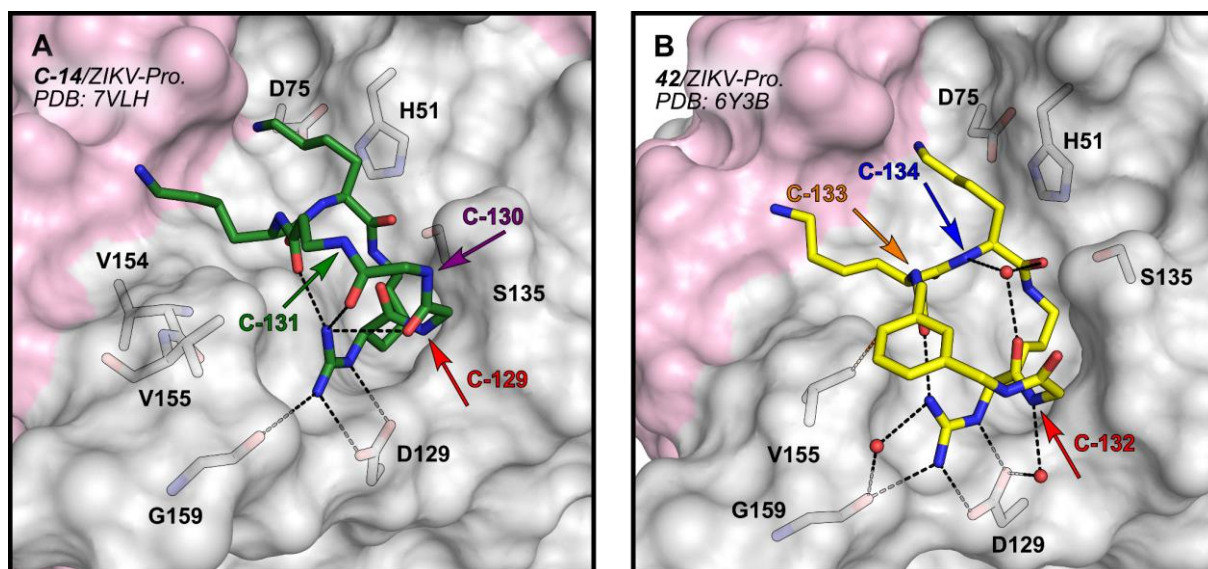 A
C-14/ZIKV-Pro.
PDB: 7VLH
D75
H51
C-130
V154
S135
C-131
V155
C-129
D129
G159
B
42/ZIKV-Pro.
PDB: 6Y3B
D75
H51
C-134
C-133
S135
V155
C-132
G159
D129